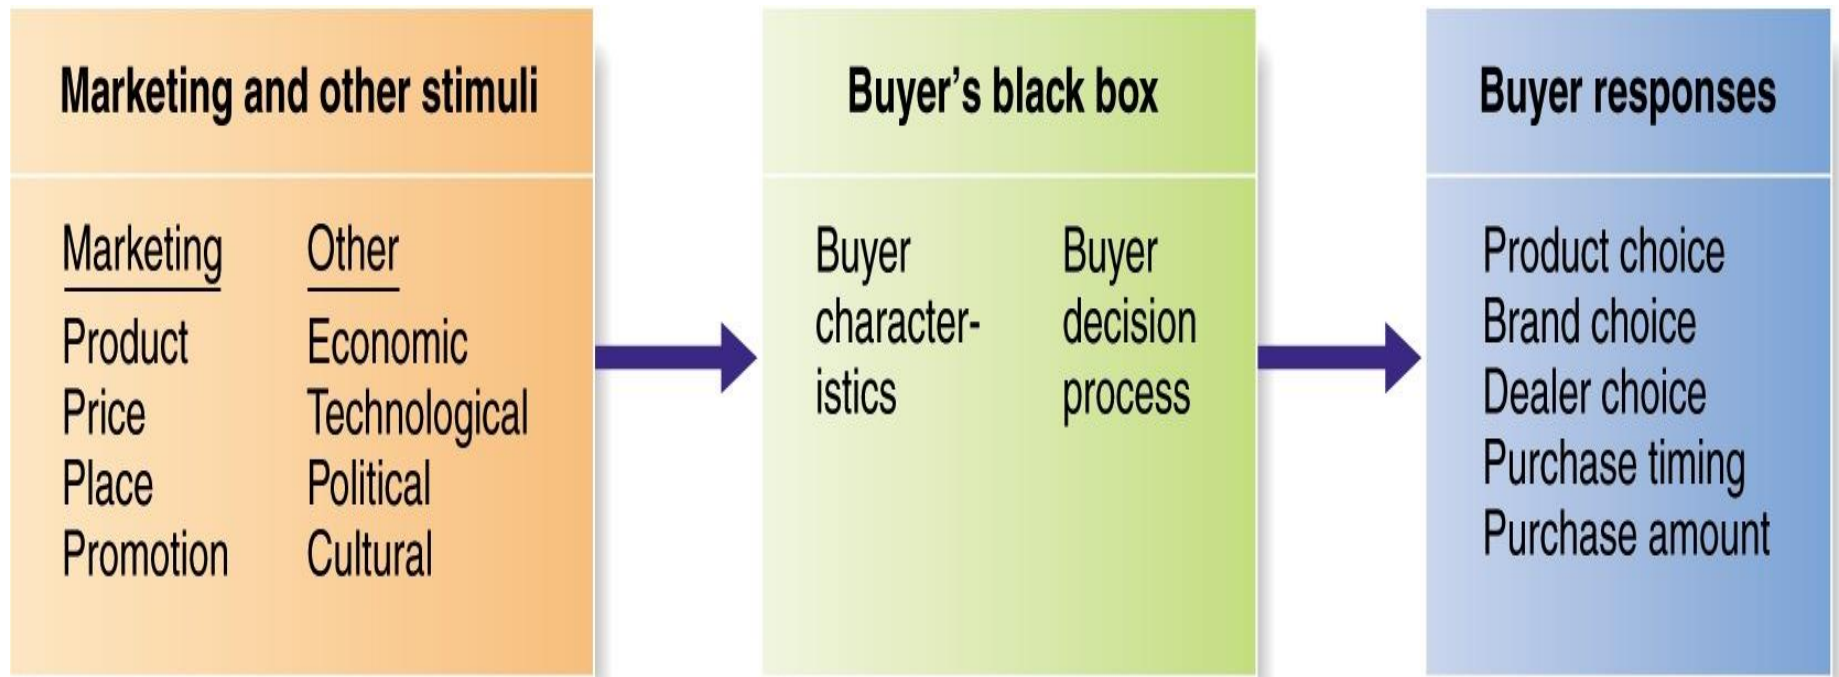 Marketing and other stimuli
Marketing
Product
Price
Place
Promotion
Other
Economic
Technological
Political
Cultural
Buyer’s black box
Buyer
character-
istics
Buyer
decision
process
Buyer responses
Product choice
Brand choice
Dealer choice
Purchase timing
Purchase amount